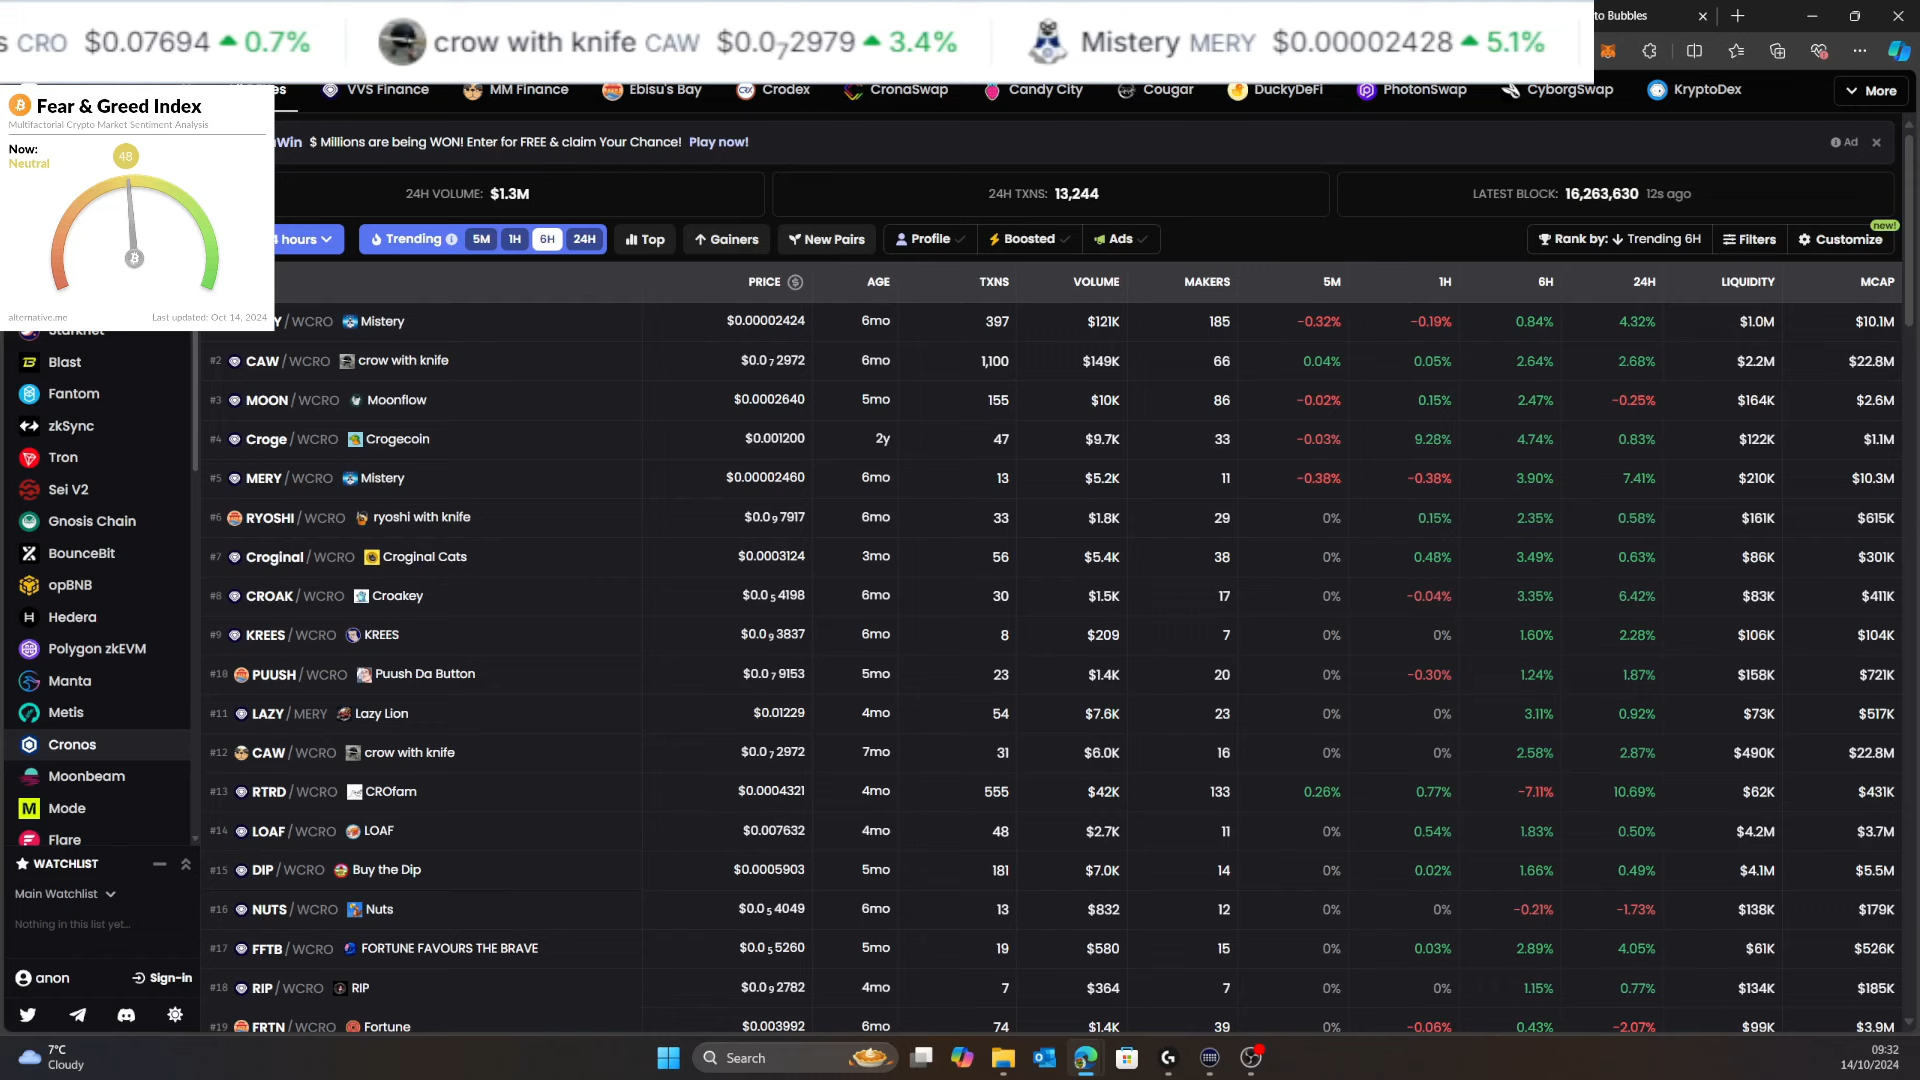 s CRO $0.07694 ▲ 0.7% crow with knife CAW $0.0₇2979 ▲ 3.4% Mistery MERY $0.00002428 ▲ 5.1%
to Bubbles
VVS Finance MM Finance Ebisu's Bay Crodex CronaSwap Candy City Cougar DuckyDeFi PhotonSwap CyborgSwap KryptoDex More
Fear & Greed Index
Multifactorial Crypto Market Sentiment Analysis
Now:
Neutral
48
alternative.me Last updated: Oct 14, 2024
Win $ Millions are being WON! Enter for FREE & claim Your Chance! Play now! Ad
24H VOLUME: $1.3M 24H TXNS: 13,244 LATEST BLOCK: 16,263,630 12s ago
hours Trending 5M 1H 6H 24H Top Gainers New Pairs Profile Boosted Ads Rank by: Trending 6H Filters Customize new!
PRICE AGE TXNS VOLUME MAKERS 5M 1H 6H 24H LIQUIDITY MCAP
Y / WCRO Mistery $0.00002424 6mo 397 $121K 185 -0.32% -0.19% 0.84% 4.32% $1.0M $10.1M
#2 CAW / WCRO crow with knife $0.0₇2972 6mo 1,100 $149K 66 0.04% 0.05% 2.64% 2.68% $2.2M $22.8M
#3 MOON / WCRO Moonflow $0.0002640 5mo 155 $10K 86 -0.02% 0.15% 2.47% -0.25% $164K $2.6M
#4 Croge / WCRO Crogecoin $0.001200 2y 47 $9.7K 33 -0.03% 9.28% 4.74% 0.83% $122K $1.1M
#5 MERY / WCRO Mistery $0.00002460 6mo 13 $5.2K 11 -0.38% -0.38% 3.90% 7.41% $210K $10.3M
#6 RYOSHI / WCRO ryoshi with knife $0.0₉7917 6mo 33 $1.8K 29 0% 0.15% 2.35% 0.58% $161K $615K
#7 Croginal / WCRO Croginal Cats $0.0003124 3mo 56 $5.4K 38 0% 0.48% 3.49% 0.63% $86K $301K
#8 CROAK / WCRO Croakey $0.0₅4198 6mo 30 $1.5K 17 0% -0.04% 3.35% 6.42% $83K $411K
#9 KREES / WCRO KREES $0.0₉3837 6mo 8 $209 7 0% 0% 1.60% 2.28% $106K $104K
#10 PUUSH / WCRO Puush Da Button $0.0₇9153 5mo 23 $1.4K 20 0% -0.30% 1.24% 1.87% $158K $721K
#11 LAZY / MERY Lazy Lion $0.01229 4mo 54 $7.6K 23 0% 0% 3.11% 0.92% $73K $517K
#12 CAW / WCRO crow with knife $0.0₇2972 7mo 31 $6.0K 16 0% 0% 2.58% 2.87% $490K $22.8M
#13 RTRD / WCRO CROfam $0.0004321 4mo 555 $42K 133 0.26% 0.77% -7.11% 10.69% $62K $431K
#14 LOAF / WCRO LOAF $0.007632 4mo 48 $2.7K 11 0% 0.54% 1.83% 0.50% $4.2M $3.7M
#15 DIP / WCRO Buy the Dip $0.0005903 5mo 181 $7.0K 14 0% 0.02% 1.66% 0.49% $4.1M $5.5M
#16 NUTS / WCRO Nuts $0.0₅4049 6mo 13 $832 12 0% 0% -0.21% -1.73% $138K $179K
#17 FFTB / WCRO FORTUNE FAVOURS THE BRAVE $0.0₅5260 5mo 19 $580 15 0% 0.03% 2.89% 4.05% $61K $526K
#18 RIP / WCRO RIP $0.0₉2782 4mo 7 $364 7 0% 0% 1.15% 0.77% $134K $185K
#19 FRTN / WCRO Fortune $0.003992 6mo 74 $1.4K 39 0% -0.06% 0.43% -2.07% $99K $3.9M
Starknet
Blast
Fantom
zkSync
Tron
Sei V2
Gnosis Chain
BounceBit
opBNB
Hedera
Polygon zkEVM
Manta
Metis
Cronos
Moonbeam
Mode
Flare
WATCHLIST
Main Watchlist
Nothing in this list yet...
anon Sign-in
7°C
Cloudy
Search
09:32
14/10/2024